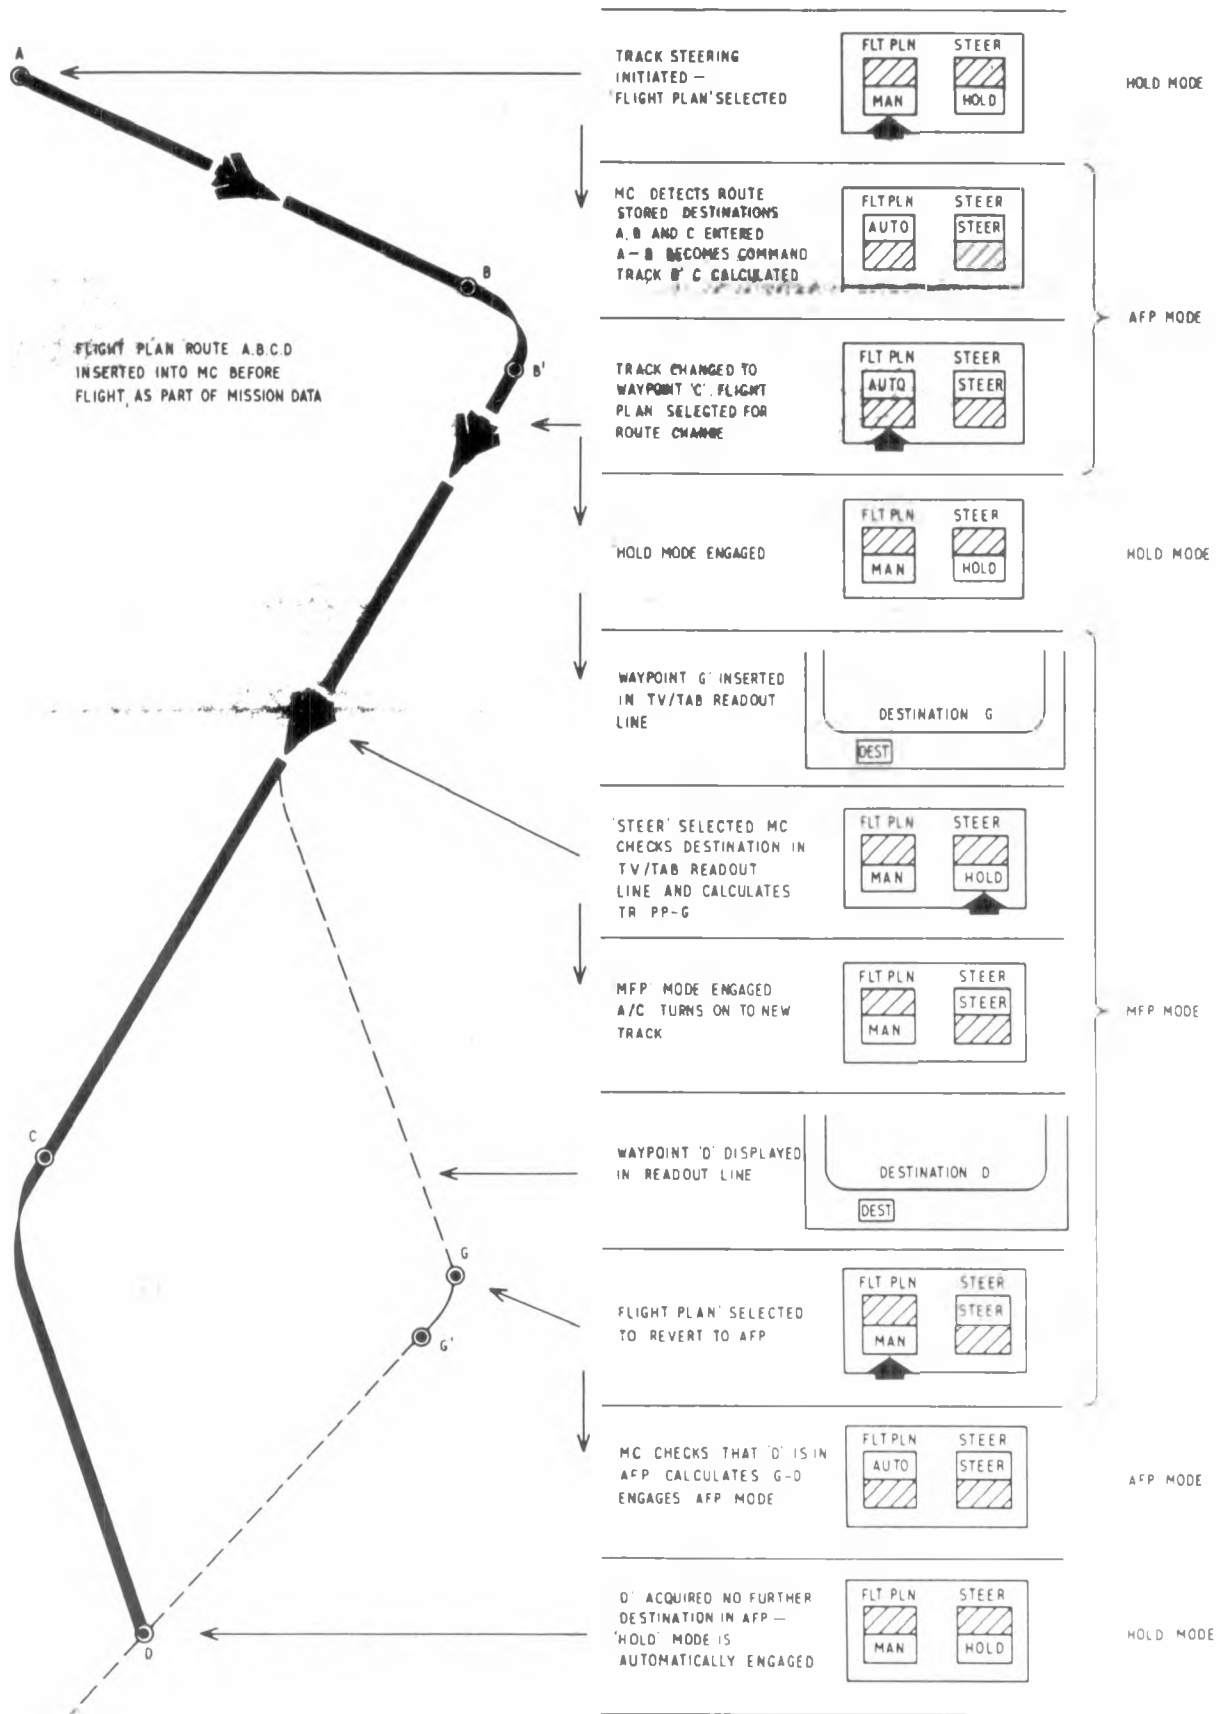 A
TRACK STEERING
INITIATED —
FLIGHT PLAN' SELECTED
FLT PLN STEER
MAN HOLD
HOLD MODE
MC DETECTS ROUTE
STORED DESTINATIONS
A, B AND C ENTERED
A – B BECOMES COMMAND
TRACK B' C CALCULATED
FLT PLN STEER
AUTO STEER
AFP MODE
B
FLIGHT PLAN ROUTE A.B.C.D
INSERTED INTO MC BEFORE
FLIGHT, AS PART OF MISSION DATA
B'
TRACK CHANGED TO
WAYPOINT 'C'. FLIGHT
PLAN SELECTED FOR
ROUTE CHANGE
FLT PLN STEER
AUTO STEER
HOLD MODE ENGAGED
FLT PLN STEER
MAN HOLD
HOLD MODE
WAYPOINT G' INSERTED
IN TV/TAB READOUT
LINE
DESTINATION G
DEST
'STEER' SELECTED MC
CHECKS DESTINATION IN
TV/TAB READOUT
LINE AND CALCULATES
TR PP-G
FLT PLN STEER
MAN HOLD
MFP' MODE ENGAGED
A/C TURNS ON TO NEW
TRACK
FLT PLN STEER
STEER
MAN
MFP MODE
C
WAYPOINT 'D' DISPLAYED
IN READOUT LINE
DESTINATION D
DEST
G
G'
FLIGHT PLAN' SELECTED
TO REVERT TO AFP
FLT PLN STEER
STEER
MAN
MC CHECKS THAT 'D' IS IN
AFP CALCULATES G-D
ENGAGES AFP MODE
FLT PLN STEER
AUTO STEER
AFP MODE
D' ACQUIRED NO FURTHER
DESTINATION IN AFP —
'HOLD' MODE IS
AUTOMATICALLY ENGAGED
FLT PLN STEER
MAN HOLD
HOLD MODE
D